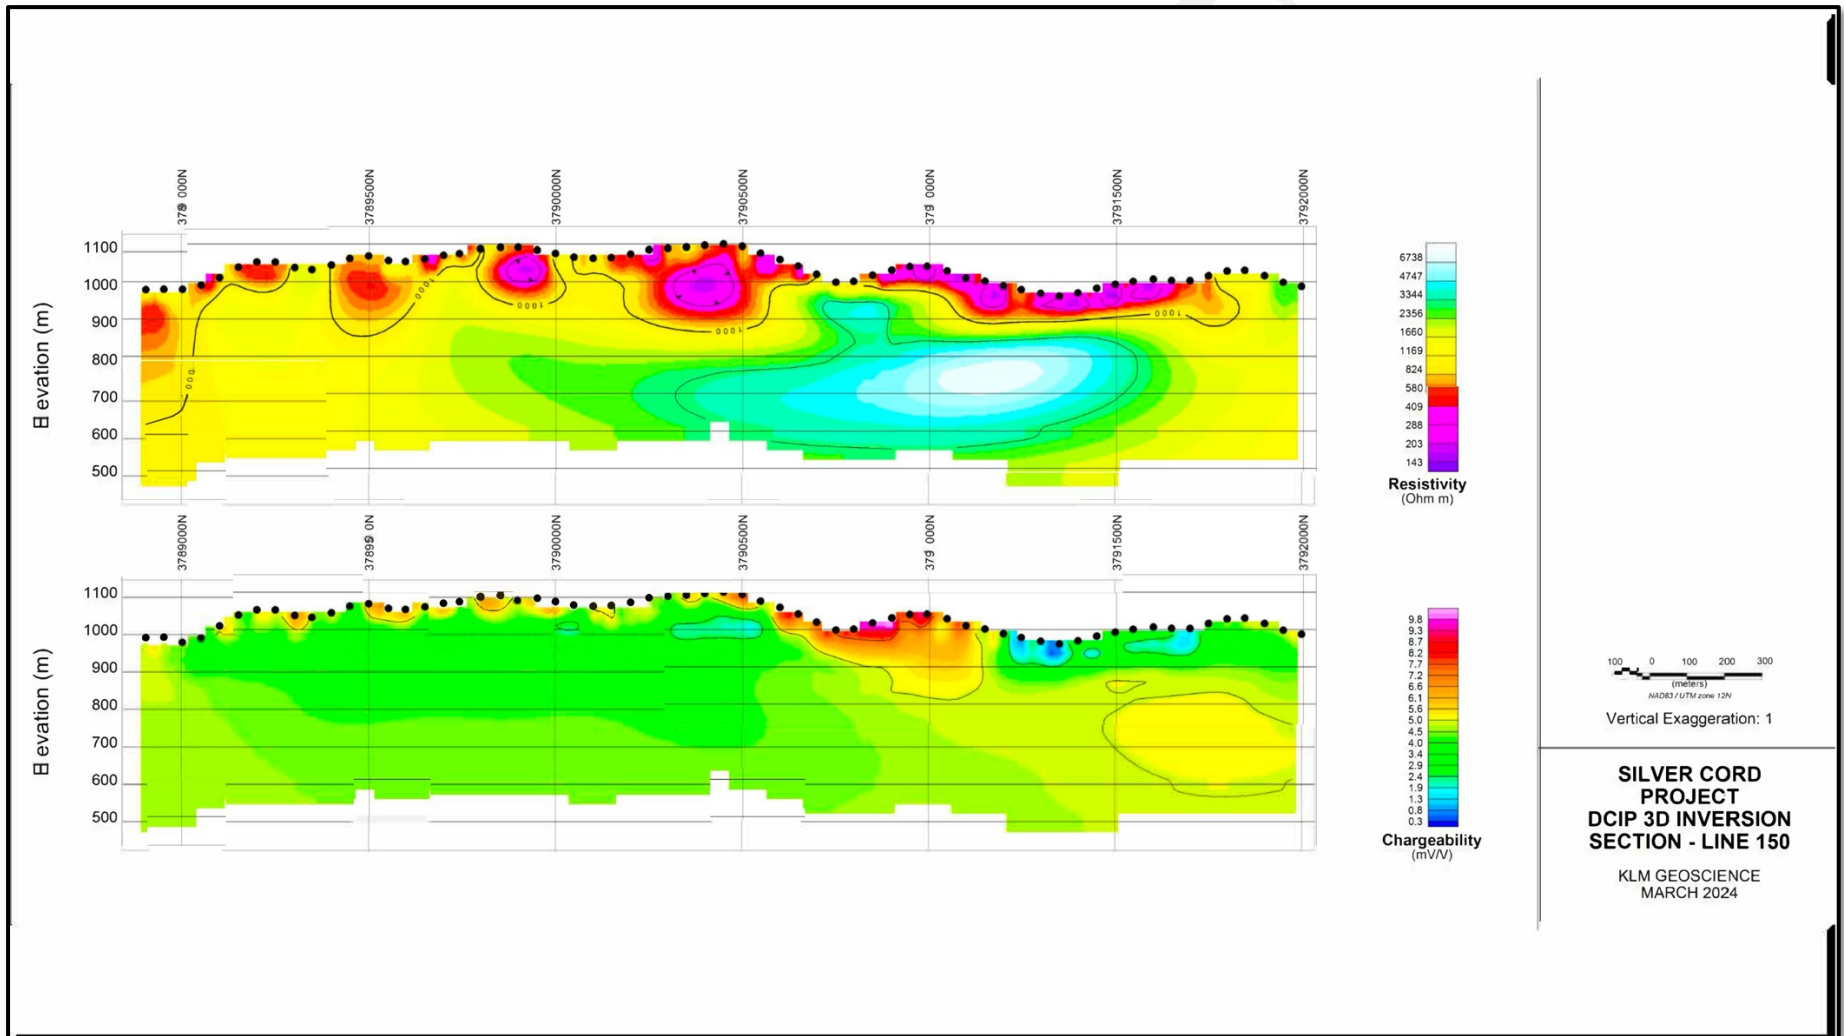 3789000N 3789500N 3790000N 3790500N 3791000N 3791500N 3792000N
Elevation (m)
1100
1000
900
800
700
600
500
1000
1000
1000
1000
6738
4747
3344
2356
1660
1169
824
580
409
288
203
143
Resistivity
(Ohm m)
3789000N 3790000N 3790500N 3791500N 3792000N
Elevation (m)
1100
1000
900
800
700
600
500
9.8
9.3
8.7
8.2
7.7
7.2
6.6
6.1
5.6
5.0
4.5
4.0
3.4
2.9
2.4
1.9
1.3
0.8
0.3
Chargeability
(mV/V)
100 0 100 200 300
(meters)
NAD83 / UTM zone 12N
Vertical Exaggeration: 1
SILVER CORD
PROJECT
DCIP 3D INVERSION
SECTION - LINE 150
KLM GEOSCIENCE
MARCH 2024